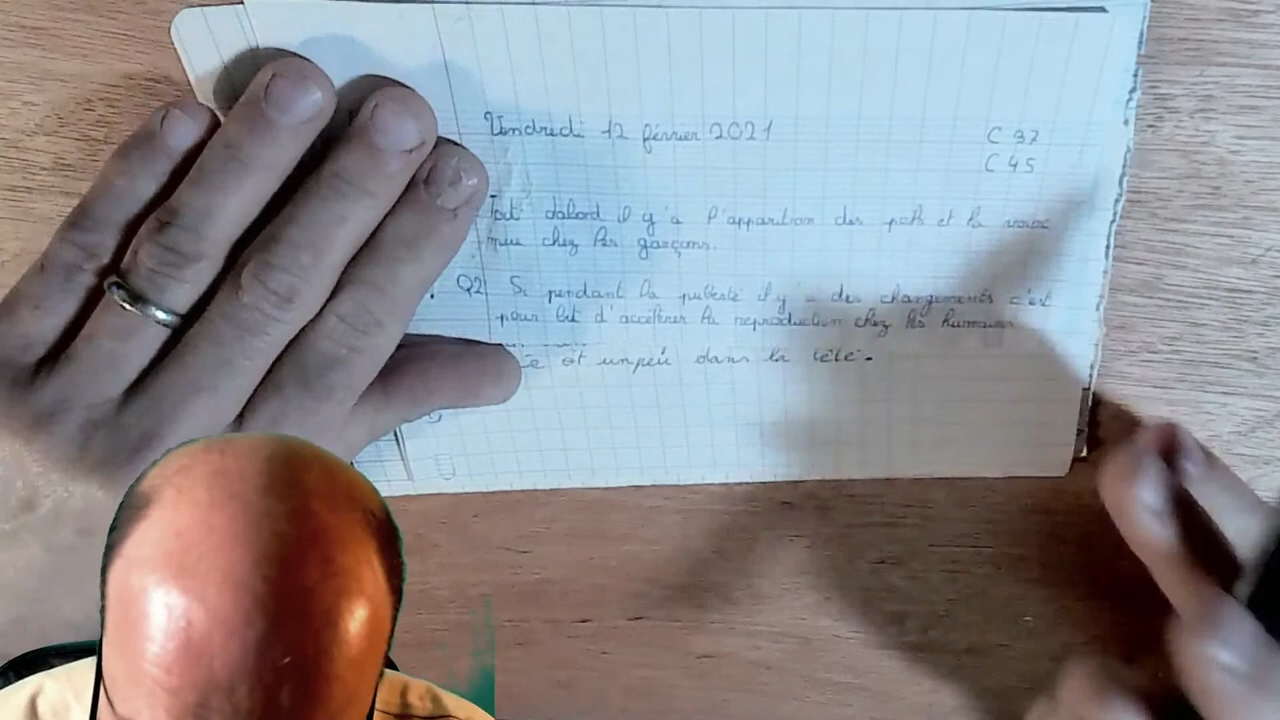 Vendredi 12 février 2021
C 37
C 45
Tout dabord il y'a l'apparition des poils et la voix
mue chez les garçons.
Q2 Si pendant la puberté il y'a des changements c'est
pour but d'accélérer la reproduction chez les humains
et un peu dans la tête.